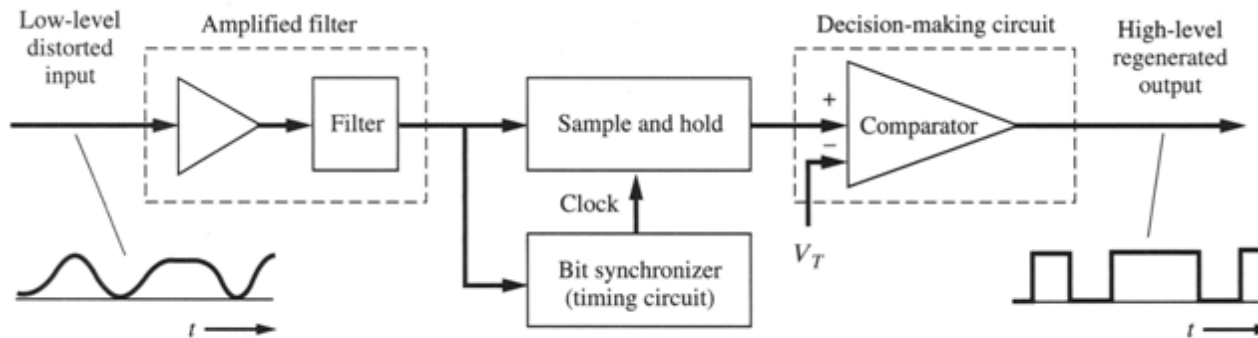 Low-level
distorted
input
Amplified filter
Filter
Sample and hold
Clock
Bit synchronizer
(timing circuit)
Decision-making circuit
+
Comparator
−
V_T
High-level
regenerated
output
t
t